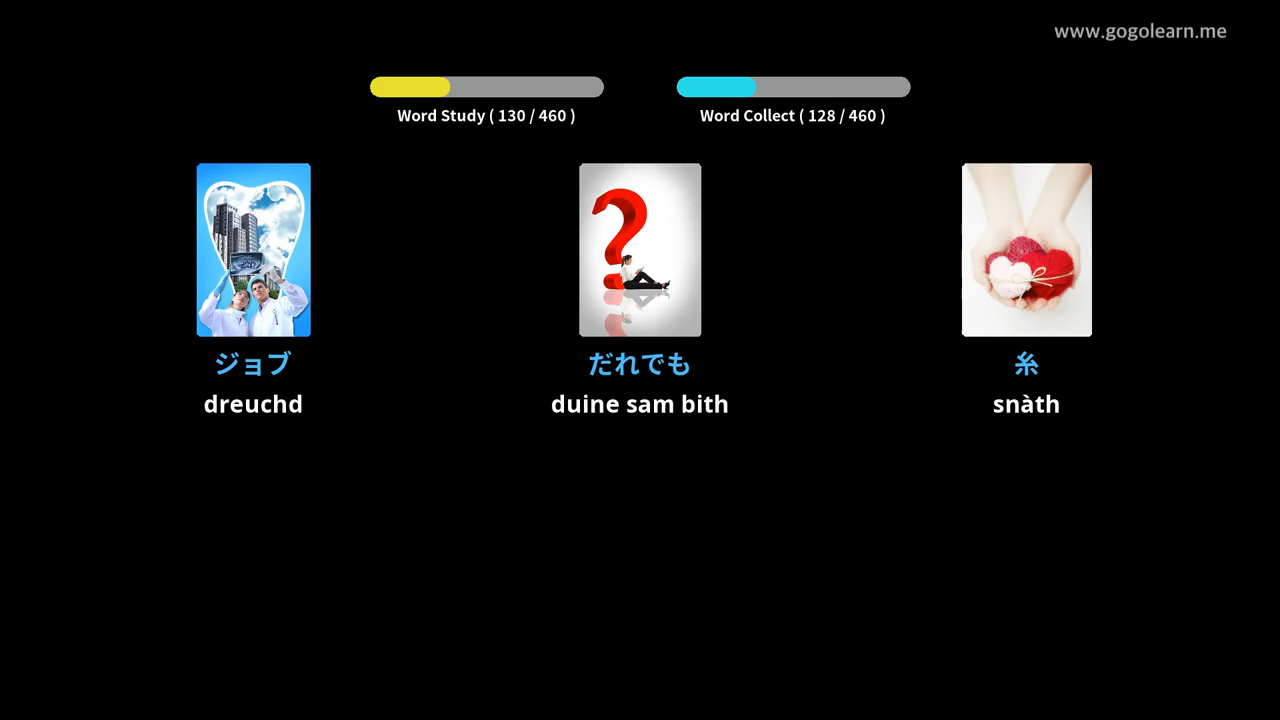 www.gogolearn.me
Word Study ( 130 / 460 )
Word Collect ( 128 / 460 )
ジョブ
dreuchd
だれでも
duine sam bith
糸
snàth